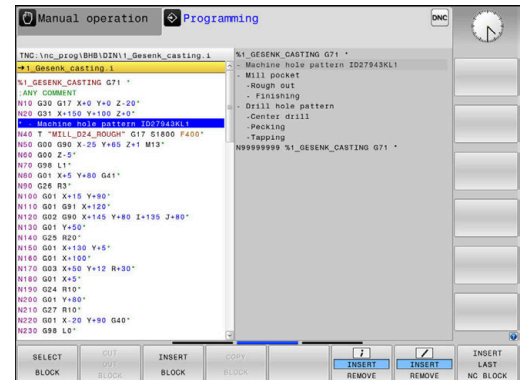 Manual operation
Programming
DNC
TNC:\nc_prog\BHB\DIN\1_Gesenk_casting.i
→1_Gesenk_casting.i
%1_GESENK_CASTING G71 *
;ANY COMMENT
N10 G30 G17 X+0 Y+0 Z-20*
N20 G31 X+150 Y+100 Z+0*
* - Machine hole pattern ID27943KL1
N40 T "MILL_D24_ROUGH" G17 S1800 F400*
N50 G00 G90 X-25 Y+65 Z+1 M13*
N60 G00 Z-5*
N70 G98 L1*
N80 G01 X+5 Y+80 G41*
N90 G26 R3*
N100 G01 X+15 Y+90*
N110 G01 G91 X+120*
N120 G02 G90 X+145 Y+80 I+135 J+80*
N130 G01 Y+50*
N140 G25 R20*
N150 G01 X+130 Y+5*
N160 G01 X+100*
N170 G03 X+50 Y+12 R+30*
N180 G01 X+5*
N190 G24 R10*
N200 G01 Y+80*
N210 G27 R10*
N220 G01 X-20 Y+90 G40*
N230 G98 L0*
%1_GESENK_CASTING G71 *
- Machine hole pattern ID27943KL1
- Mill pocket
-Rough out
- Finishing
- Drill hole pattern
-Center drill
-Pecking
-Tapping
N99999999 %1_GESENK_CASTING G71 *
SELECT
BLOCK
CUT
OUT
BLOCK
INSERT
BLOCK
COPY
BLOCK
INSERT
REMOVE
INSERT
REMOVE
INSERT
LAST
NC BLOCK